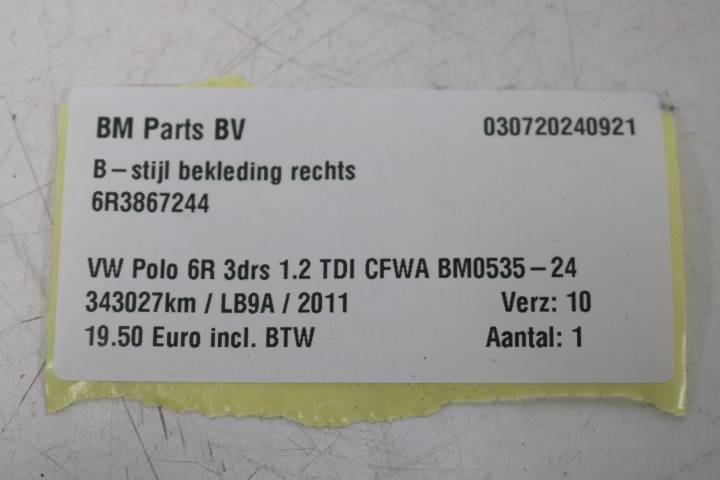 BM Parts BV 030720240921
B-stijl bekleding rechts
6R3867244
VW Polo 6R 3drs 1.2 TDI CFWA BM0535-24
343027km / LB9A / 2011 Verz: 10
19.50 Euro incl. BTW Aantal: 1